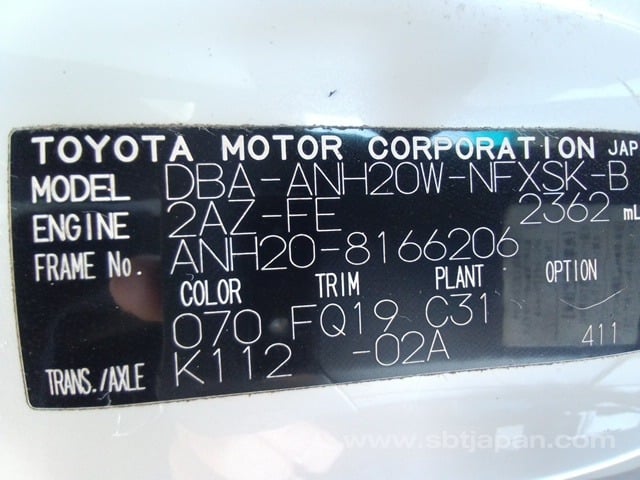 TOYOTA MOTOR CORPORATION JAP
MODEL DBA-ANH20W-NFXSK-B
ENGINE 2AZ-FE 2362 mL
FRAME No. ANH20-8166206
COLOR TRIM PLANT OPTION
070 FQ19 C31
411
TRANS./AXLE K112 -02A
www.sbtjapan.com